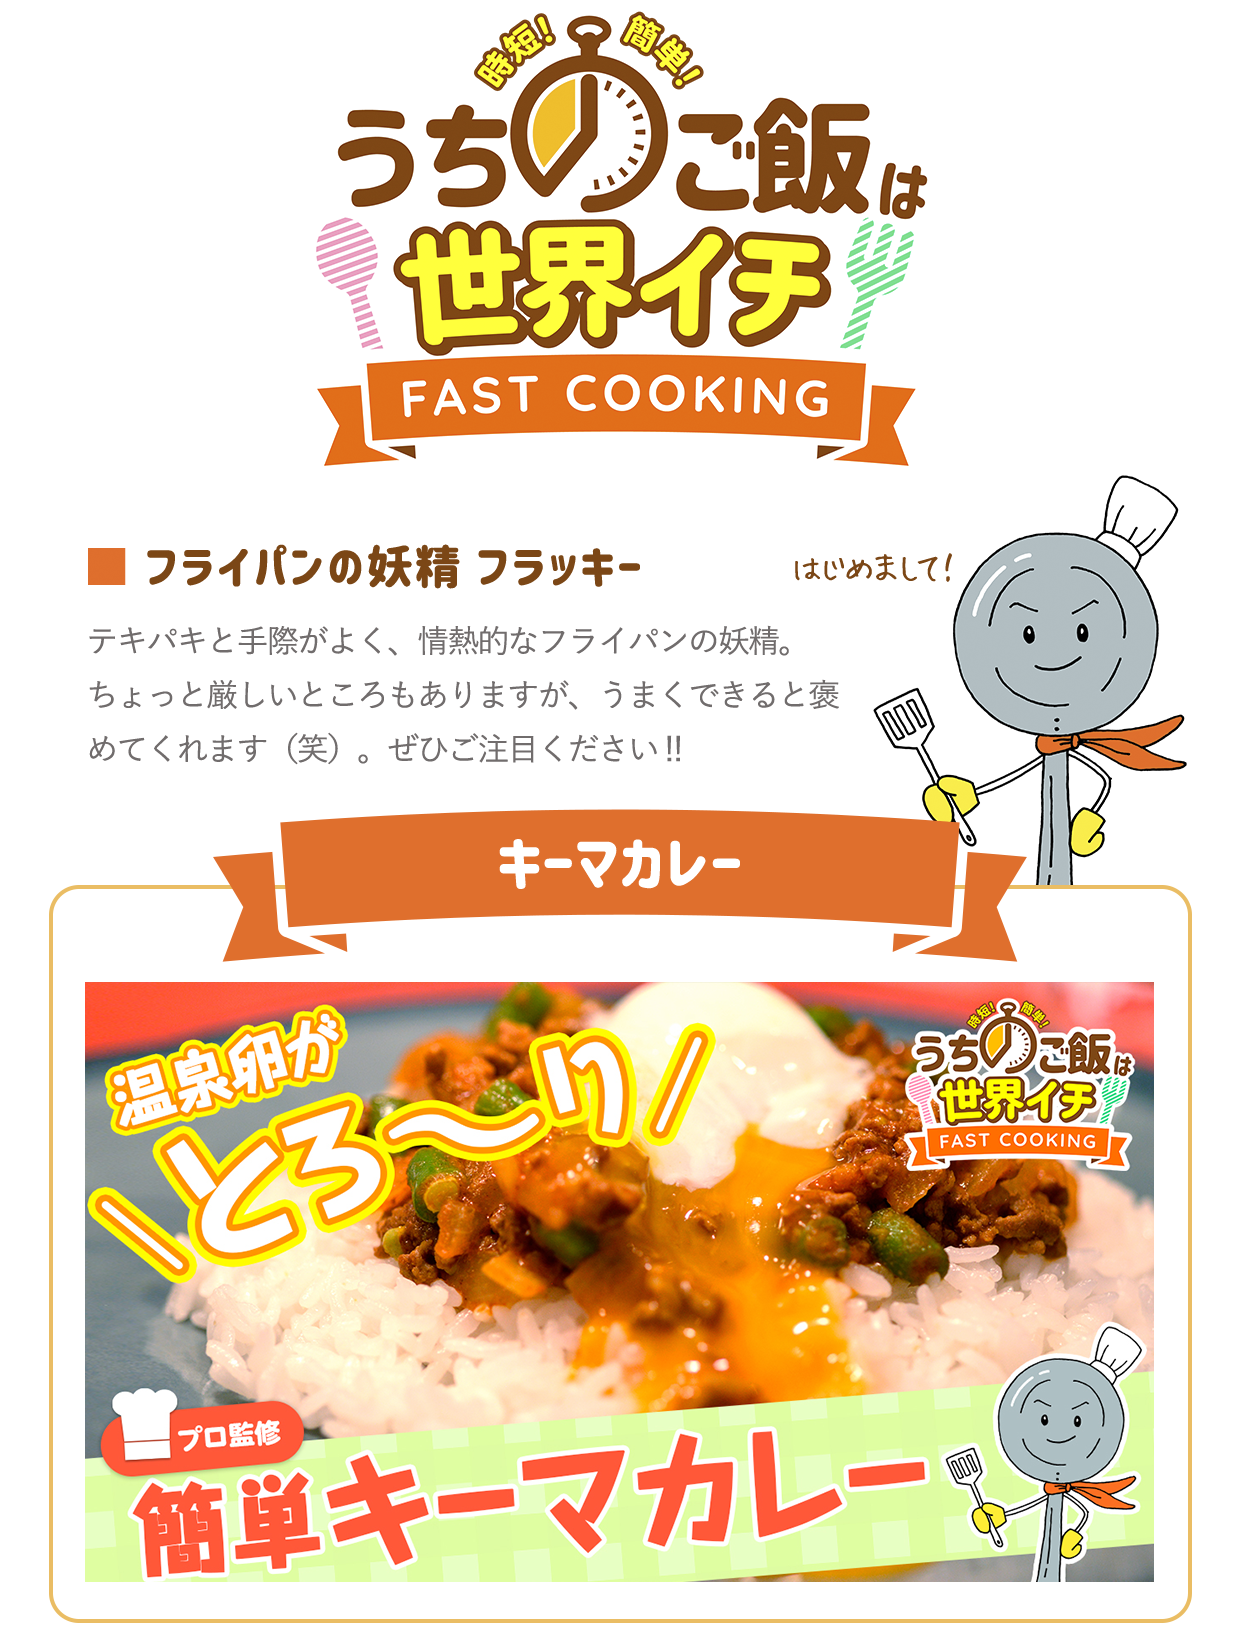 時短!
簡単!
うちのご飯は
世界イチ
FAST COOKING
フライパンの妖精 フラッキー
はじめまして!
テキパキと手際がよく、情熱的なフライパンの妖精。
ちょっと厳しいところもありますが、うまくできると褒
めてくれます（笑）。ぜひご注目ください!!
キーマカレー
温泉卵が
とろ〜り
時短!
簡単!
うちのご飯は
世界イチ
FAST COOKING
プロ監修
簡単キーマカレー